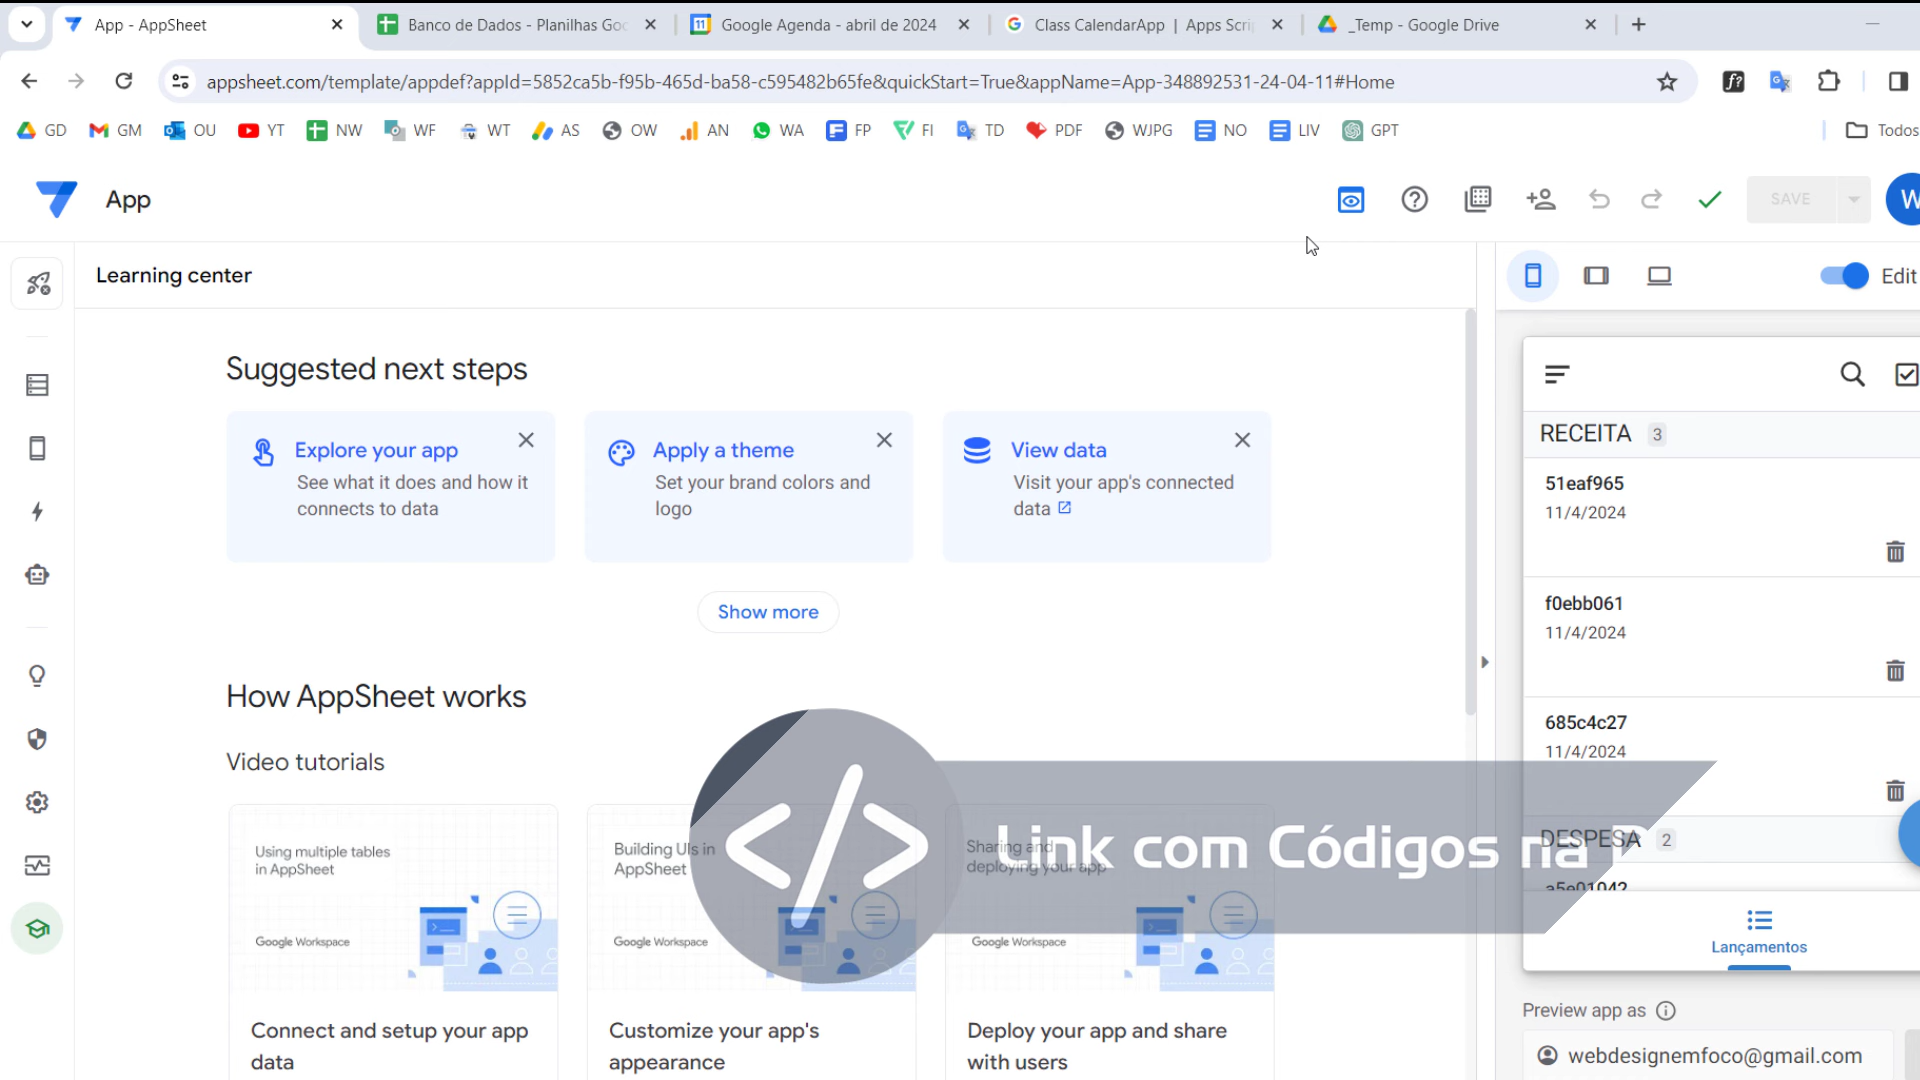 App - AppSheet
Banco de Dados - Planilhas Goo
Google Agenda - abril de 2024
Class CalendarApp | Apps Scri
_Temp - Google Drive
appsheet.com/template/appdef?appId=5852ca5b-f95b-465d-ba58-c595482b65fe&quickStart=True&appName=App-348892531-24-04-11#Home
GD GM OU YT NW WF WT AS OW AN WA FP FI TD PDF WJPG NO LIV GPT Todos
App
SAVE
W
Learning center
Edit
Suggested next steps
Explore your app
See what it does and how it
connects to data
Apply a theme
Set your brand colors and
logo
View data
Visit your app's connected
data
Show more
How AppSheet works
Video tutorials
Using multiple tables
in AppSheet
Google Workspace
Connect and setup your app
data
Building UIs in
AppSheet
Google Workspace
Customize your app's
appearance
Sharing and
deploying your app
Google Workspace
Deploy your app and share
with users
Link com Códigos na
RECEITA 3
51eaf965
11/4/2024
f0ebb061
11/4/2024
685c4c27
11/4/2024
DESPESA 2
a5e01042
Lançamentos
Preview app as
webdesignemfoco@gmail.com